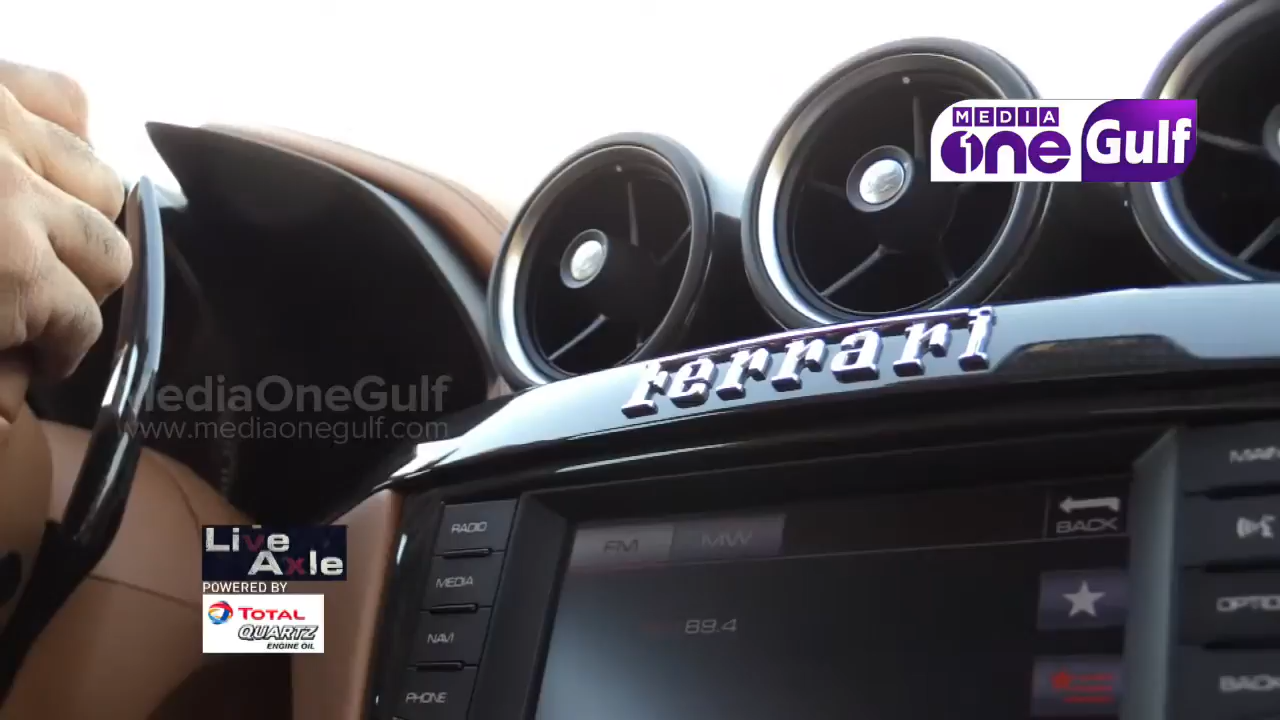 MEDIA
One Gulf
Ferrari
MediaOneGulf
www.mediaonegulf.com
RADIO
MEDIA
NAVI
PHONE
FM
MW
89.4
BACK
MAIN
BACK
Live
Axle
POWERED BY
TOTAL
QUARTZ
ENGINE OIL